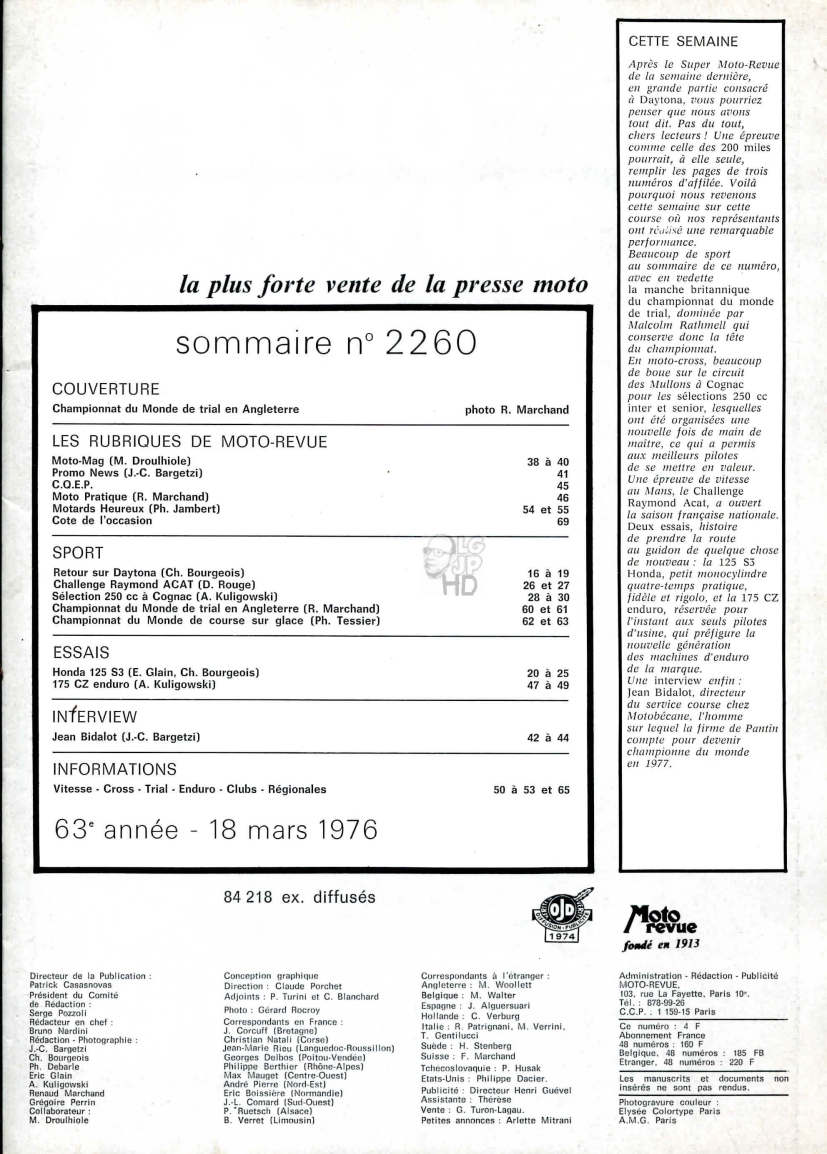 la plus forte vente de la presse moto
sommaire n° 2260
COUVERTURE
Championnat du Monde de trial en Angleterre photo R. Marchand
LES RUBRIQUES DE MOTO-REVUE
Moto-Mag (M. Droulhiole) 38 à 40
Promo News (J.-C. Bargetzi) 41
C.Q.E.P. 45
Moto Pratique (R. Marchand) 46
Motards Heureux (Ph. Jambert) 54 et 55
Cote de l'occasion 69
SPORT
Retour sur Daytona (Ch. Bourgeois) 16 à 19
Challenge Raymond ACAT (D. Rouge) 26 et 27
Sélection 250 cc à Cognac (A. Kuligowski) 28 à 30
Championnat du Monde de trial en Angleterre (R. Marchand) 60 et 61
Championnat du Monde de course sur glace (Ph. Tessier) 62 et 63
LG
JP
HD
ESSAIS
Honda 125 S3 (E. Glain, Ch. Bourgeois) 20 à 25
175 CZ enduro (A. Kuligowski) 47 à 49
INTERVIEW
Jean Bidalot (J.-C. Bargetzi) 42 à 44
INFORMATIONS
Vitesse - Cross - Trial - Enduro - Clubs - Régionales 50 à 53 et 65
63e année - 18 mars 1976
CETTE SEMAINE
Après le Super Moto-Revue
de la semaine dernière,
en grande partie consacré
à Daytona, vous pourriez
penser que nous avons
tout dit. Pas du tout,
chers lecteurs ! Une épreuve
comme celle des 200 miles
pourrait, à elle seule,
remplir les pages de trois
numéros d'affilée. Voilà
pourquoi nous revenons
cette semaine sur cette
course où nos représentants
ont réalisé une remarquable
performance.
Beaucoup de sport
au sommaire de ce numéro,
avec en vedette
la manche britannique
du championnat du monde
de trial, dominée par
Malcolm Rathmell qui
conserve donc la tête
du championnat.
En moto-cross, beaucoup
de boue sur le circuit
des Mullons à Cognac
pour les sélections 250 cc
inter et senior, lesquelles
ont été organisées une
nouvelle fois de main de
maître, ce qui a permis
aux meilleurs pilotes
de se mettre en valeur.
Une épreuve de vitesse
au Mans, le Challenge
Raymond Acat, a ouvert
la saison française nationale.
Deux essais, histoire
de prendre la route
au guidon de quelque chose
de nouveau : la 125 S3
Honda, petit monocylindre
quatre-temps pratique,
fidèle et rigolo, et la 175 CZ
enduro, réservée pour
l'instant aux seuls pilotes
d'usine, qui préfigure la
nouvelle génération
des machines d'enduro
de la marque.
Une interview enfin :
Jean Bidalot, directeur
du service course chez
Motobécane, l'homme
sur lequel la firme de Pantin
compte pour devenir
championne du monde
en 1977.
84 218 ex. diffusés
OJD
DIFFUSION - PUBLICITÉ
1974
Moto
revue
fondé en 1913
Directeur de la Publication :
Patrick Casasnovas
Président du Comité
de Rédaction :
Serge Pozzoli
Rédacteur en chef :
Bruno Nardini
Rédaction - Photographie :
J.-C. Bargetzi
Ch. Bourgeois
Ph. Debarle
Eric Glain
A. Kuligowski
Renaud Marchand
Grégoire Perrin
Collaborateur :
M. Droulhiole
Conception graphique
Direction : Claude Porchet
Adjoints : P. Turini et C. Blanchard
Photo : Gérard Rocroy
Correspondants en France :
J. Corcuff (Bretagne)
Christian Natali (Corse)
Jean-Marie Rieu (Languedoc-Roussillon)
Georges Delbos (Poitou-Vendée)
Philippe Berthier (Rhône-Alpes)
Max Mauget (Centre-Ouest)
André Pierre (Nord-Est)
Eric Boissière (Normandie)
J.-L. Comard (Sud-Ouest)
P. Ruetsch (Alsace)
B. Verret (Limousin)
Correspondants à l'étranger :
Angleterre : M. Woollett
Belgique : M. Walter
Espagne : J. Alguersuari
Hollande : C. Verburg
Italie : R. Patrignani, M. Verrini,
T. Gentilucci
Suède : H. Stenberg
Suisse : F. Marchand
Tchécoslovaquie : P. Husak
Etats-Unis : Philippe Dacier.
Publicité : Directeur Henri Guével
Assistante : Thérèse
Vente : G. Turon-Lagau.
Petites annonces : Arlette Mitrani
Administration - Rédaction - Publicité
MOTO-REVUE,
103, rue La Fayette, Paris 10e.
Tél. : 878-99-26
C.C.P. : 1 159-15 Paris
Ce numéro : 4 F
Abonnement France
48 numéros : 160 F
Belgique, 48 numéros : 185 FB
Etranger, 48 numéros : 220 F
Les manuscrits et documents non
insérés ne sont pas rendus.
Photogravure couleur :
Elysée Colortype Paris
A.M.G. Paris